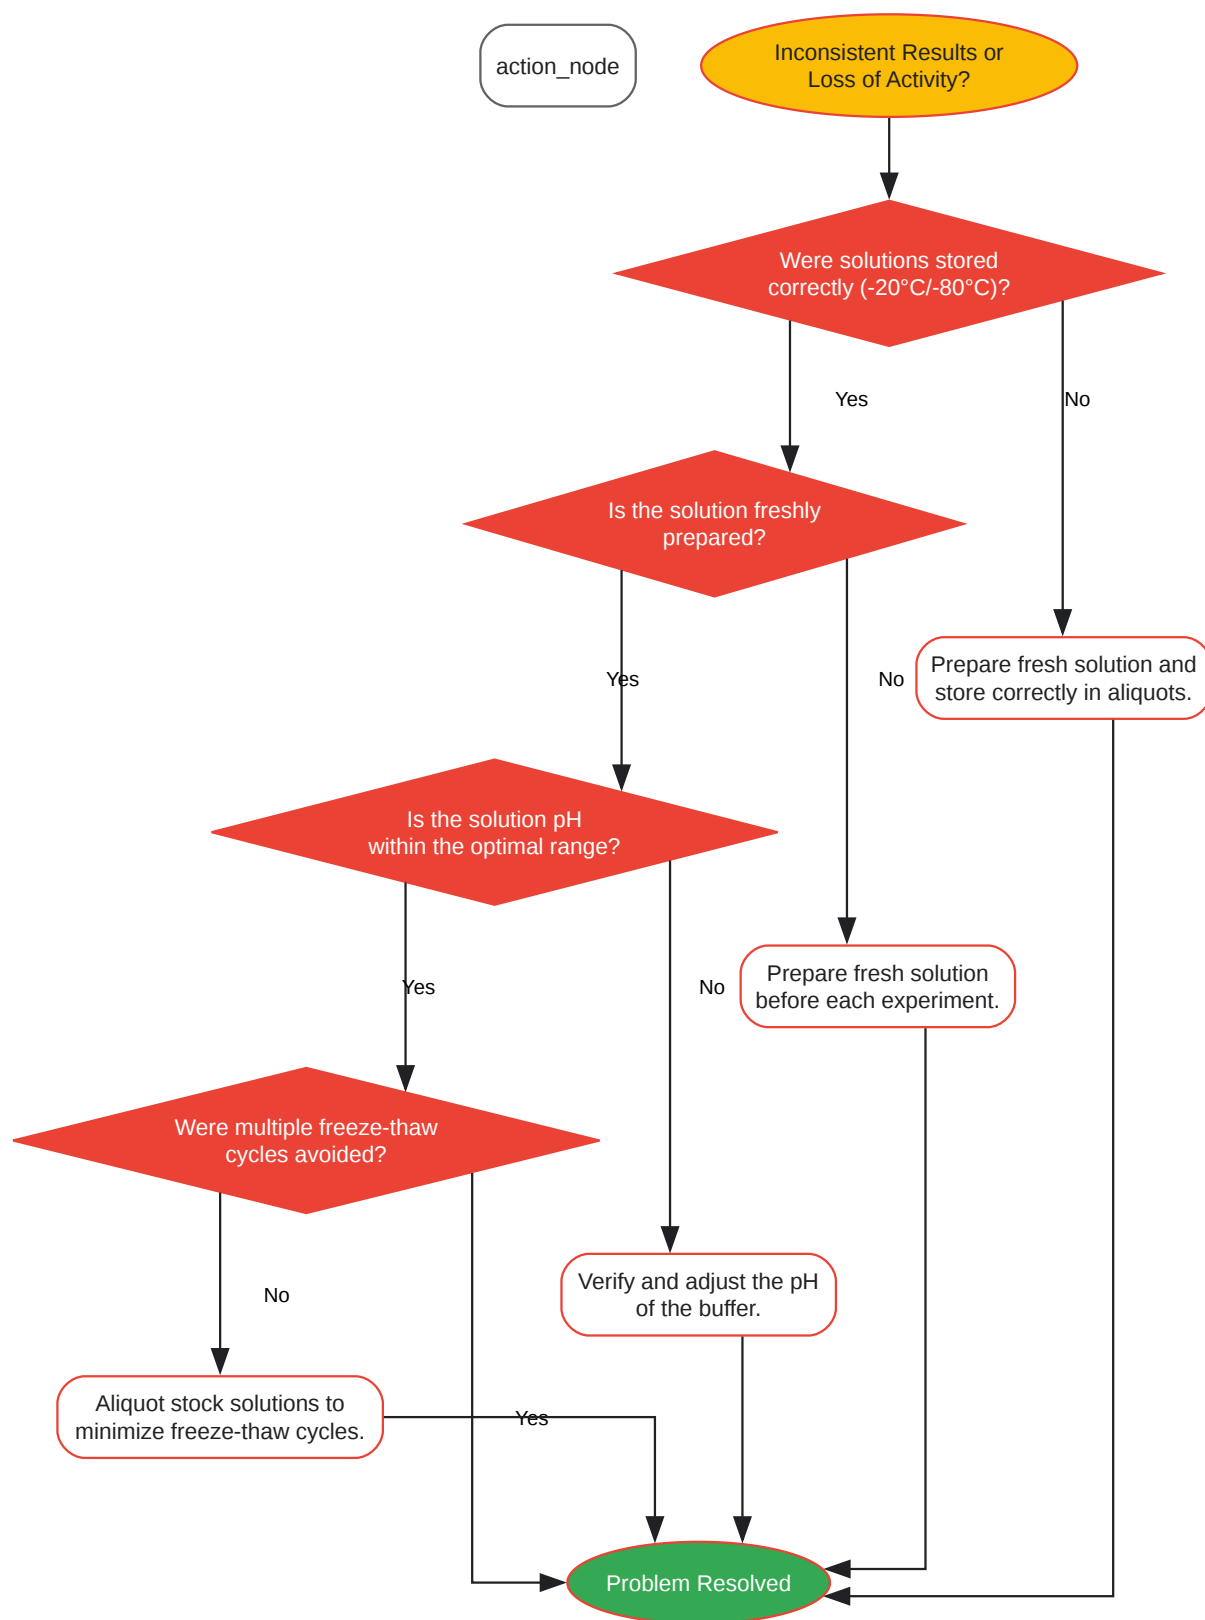 action_node
Inconsistent Results or
Loss of Activity?
Were solutions stored
correctly (-20°C/-80°C)?
Yes
No
Is the solution freshly
prepared?
Yes
No
Prepare fresh solution and
store correctly in aliquots.
Is the solution pH
within the optimal range?
Yes
No
Prepare fresh solution
before each experiment.
Were multiple freeze-thaw
cycles avoided?
No
Verify and adjust the pH
of the buffer.
Aliquot stock solutions to
minimize freeze-thaw cycles.
Yes
Problem Resolved